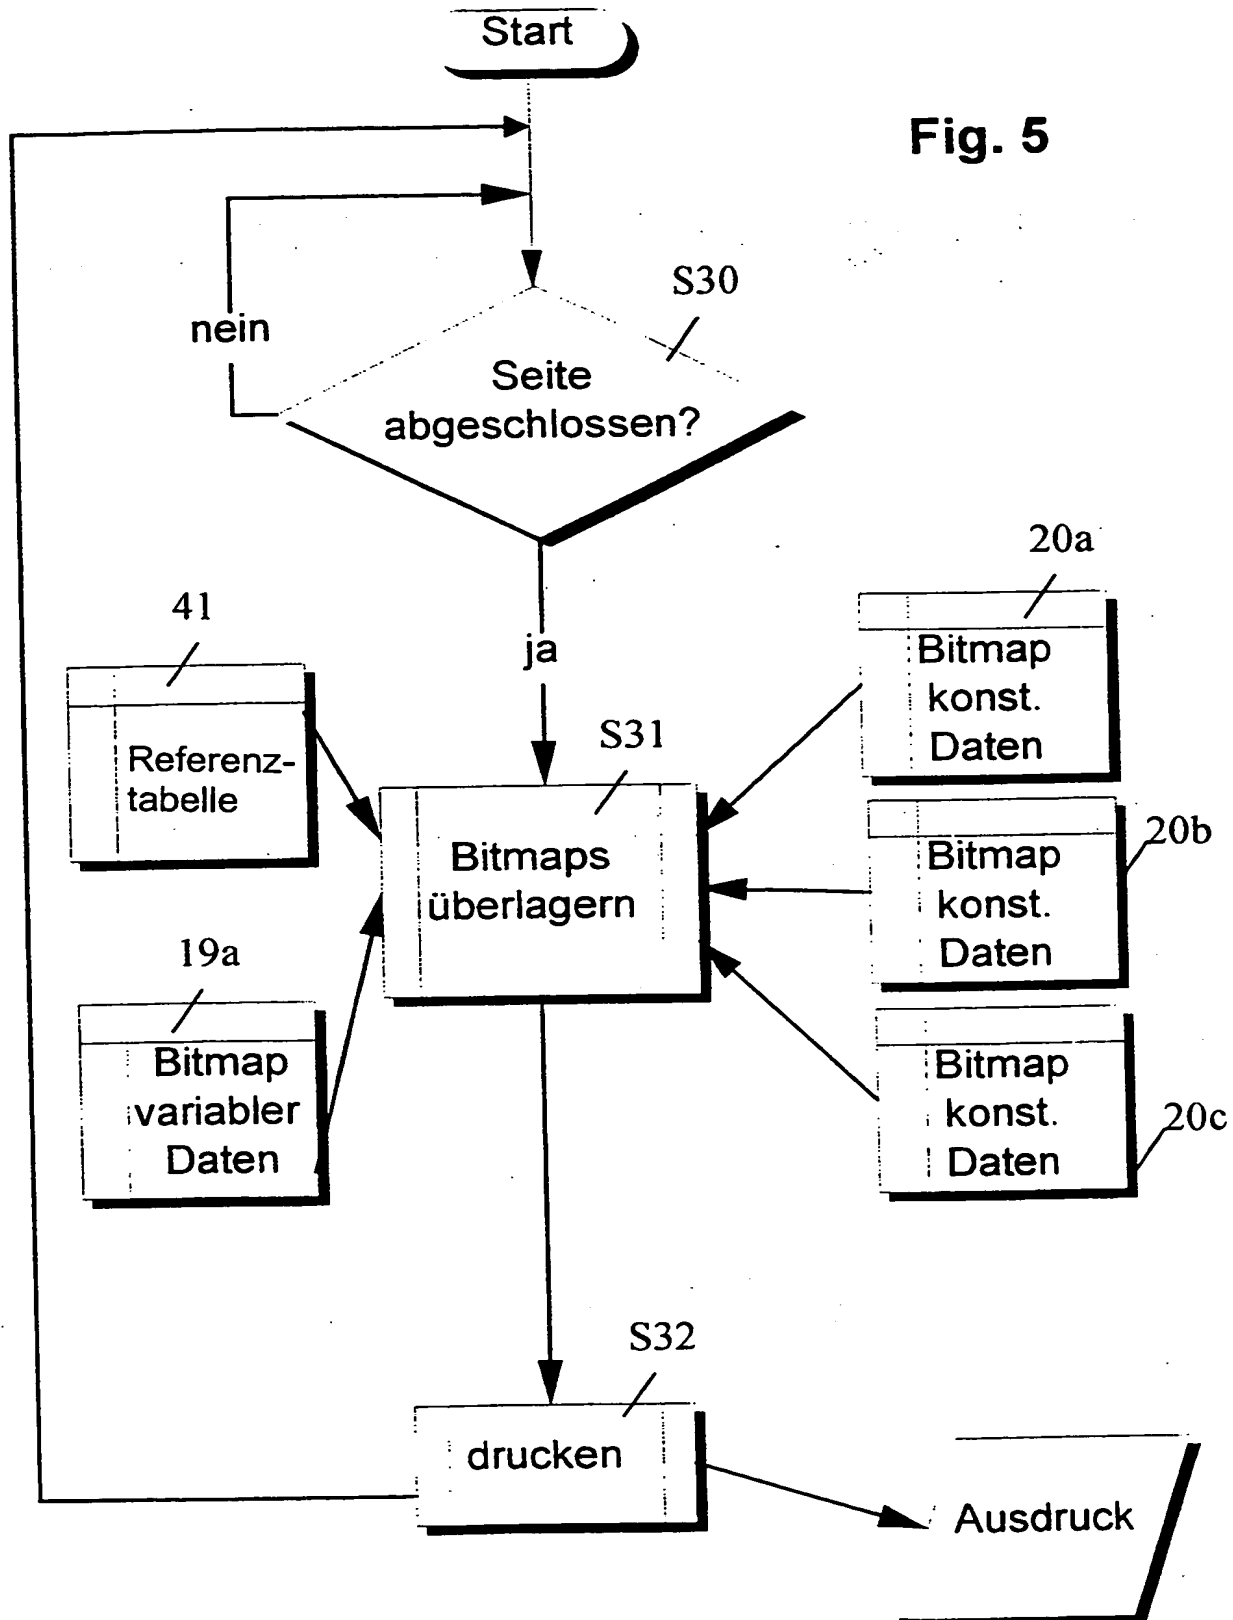 Start
Fig. 5
S30
nein
Seite
abgeschlossen?
ja
41
Referenz-
tabelle
19a
Bitmap
variabler
Daten
S31
Bitmaps
überlagern
20a
Bitmap
konst.
Daten
20b
Bitmap
konst.
Daten
20c
Bitmap
konst.
Daten
S32
drucken
Ausdruck